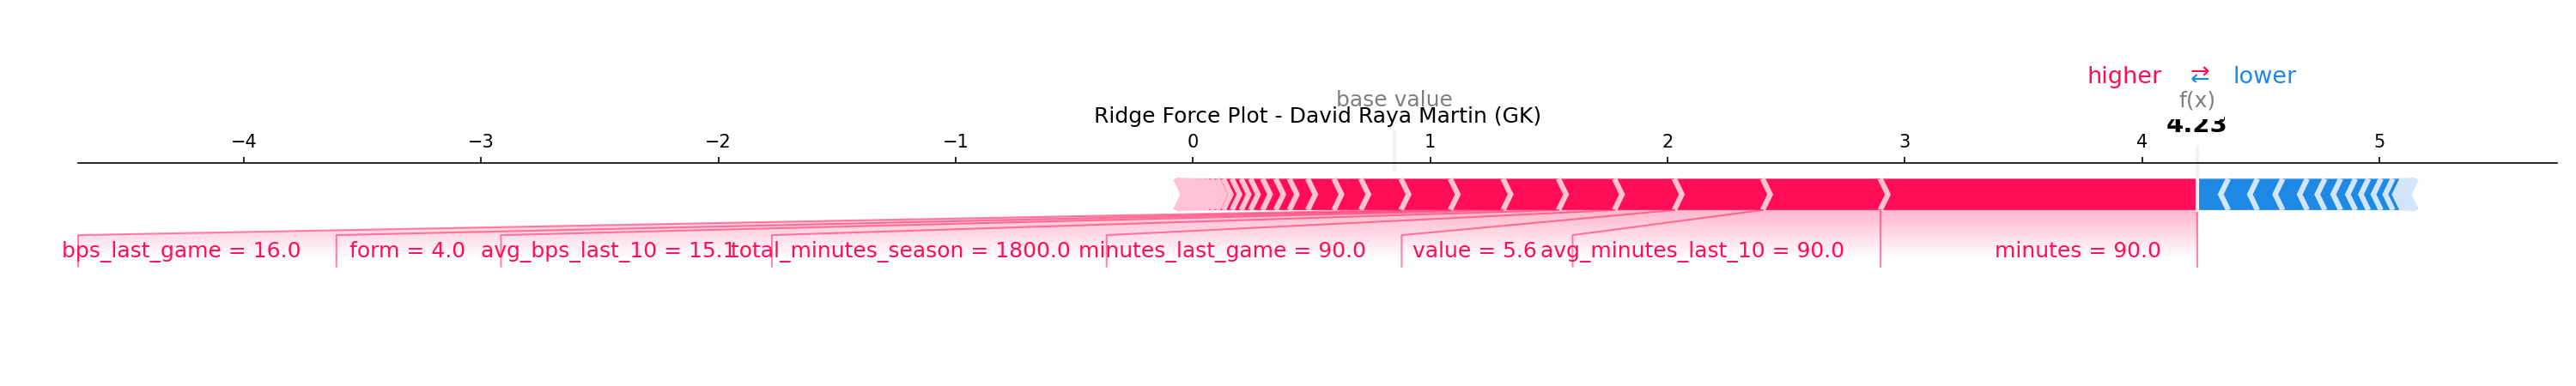 higher ⇄ lower
base value f(x)
Ridge Force Plot - David Raya Martin (GK)
4.23
−4 −3 −2 −1 0 1 2 3 4 5
bps_last_game = 16.0 form = 4.0 avg_bps_last_10 = 15.1 total_minutes_season = 1800.0 minutes_last_game = 90.0 value = 5.6 avg_minutes_last_10 = 90.0 minutes = 90.0